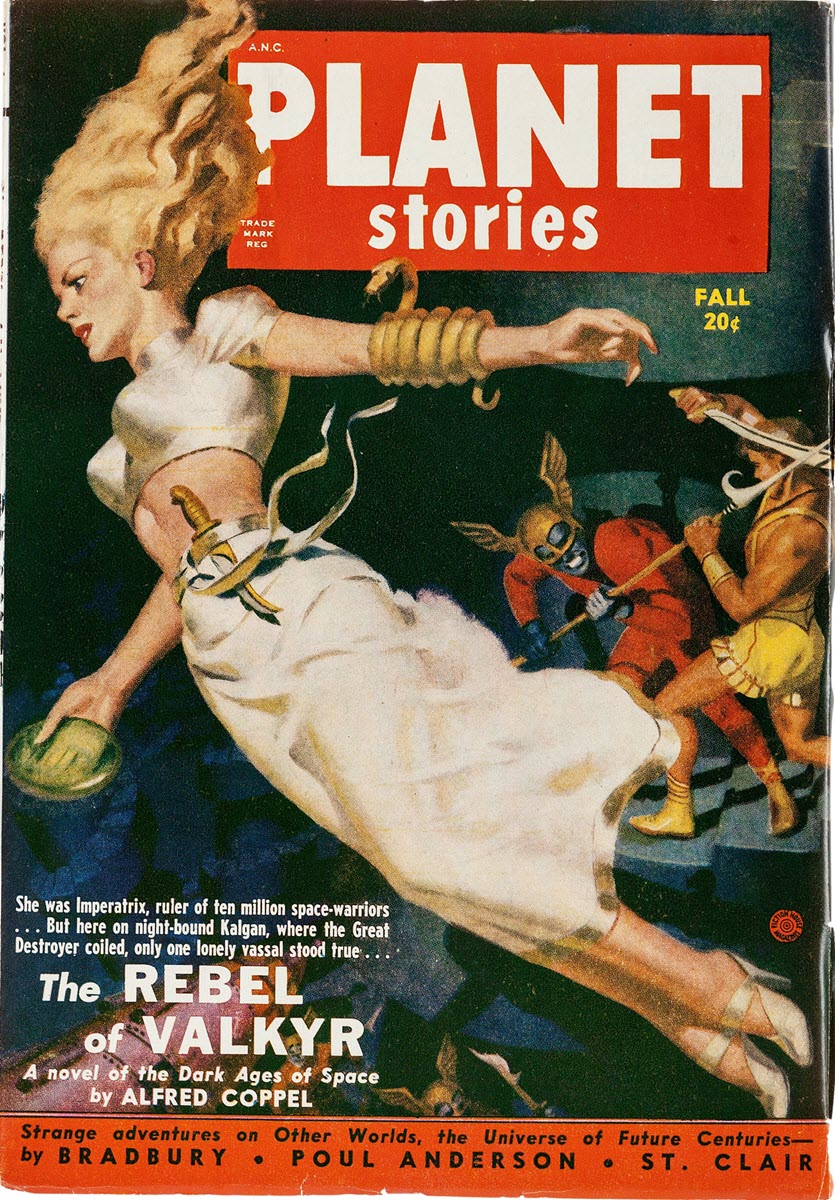 A.N.C.
PLANET
stories
TRADE
MARK
REG
FALL
20¢
She was Imperatrix, ruler of ten million space-warriors
. . . But here on night-bound Kalgan, where the Great
Destroyer coiled, only one lonely vassal stood true . . .
The REBEL
of VALKYR
A novel of the Dark Ages of Space
by ALFRED COPPEL
FICTION HOUSE
MAGAZINES
Strange adventures on Other Worlds, the Universe of Future Centuries—
by BRADBURY • POUL ANDERSON • ST. CLAIR